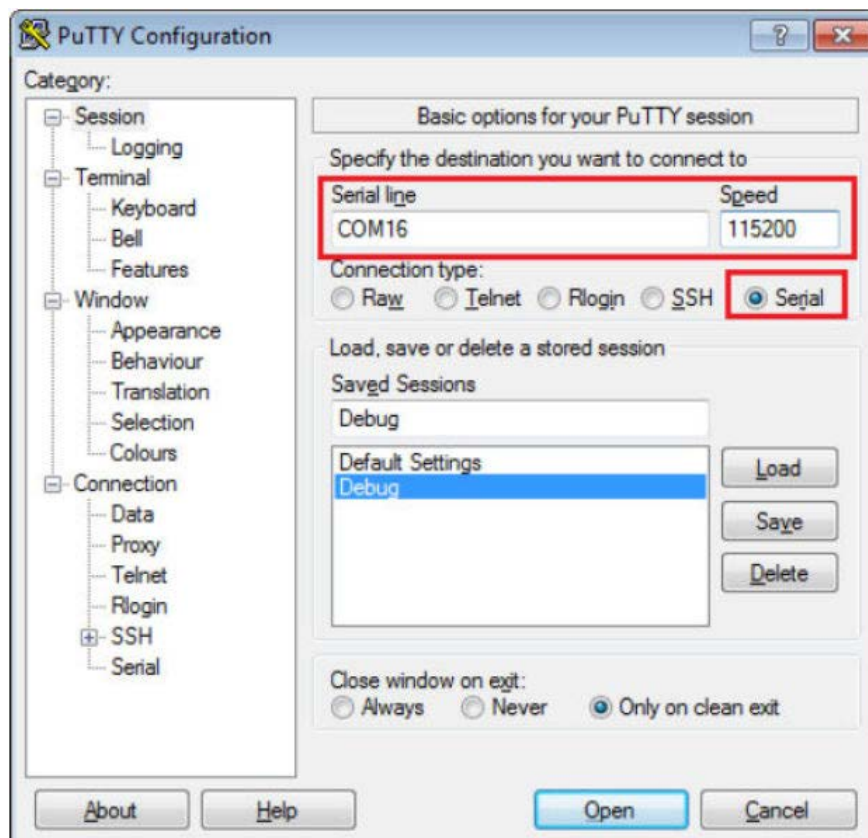 PuTTY Configuration
Category:
Session
Logging
Terminal
Keyboard
Bell
Features
Window
Appearance
Behaviour
Translation
Selection
Colours
Connection
Data
Proxy
Telnet
Rlogin
SSH
Serial
Basic options for your PuTTY session
Specify the destination you want to connect to
Serial line Speed
COM16 115200
Connection type:
Raw Telnet Rlogin SSH Serial
Load, save or delete a stored session
Saved Sessions
Debug
Default Settings
Debug
Load
Save
Delete
Close window on exit:
Always Never Only on clean exit
About Help Open Cancel